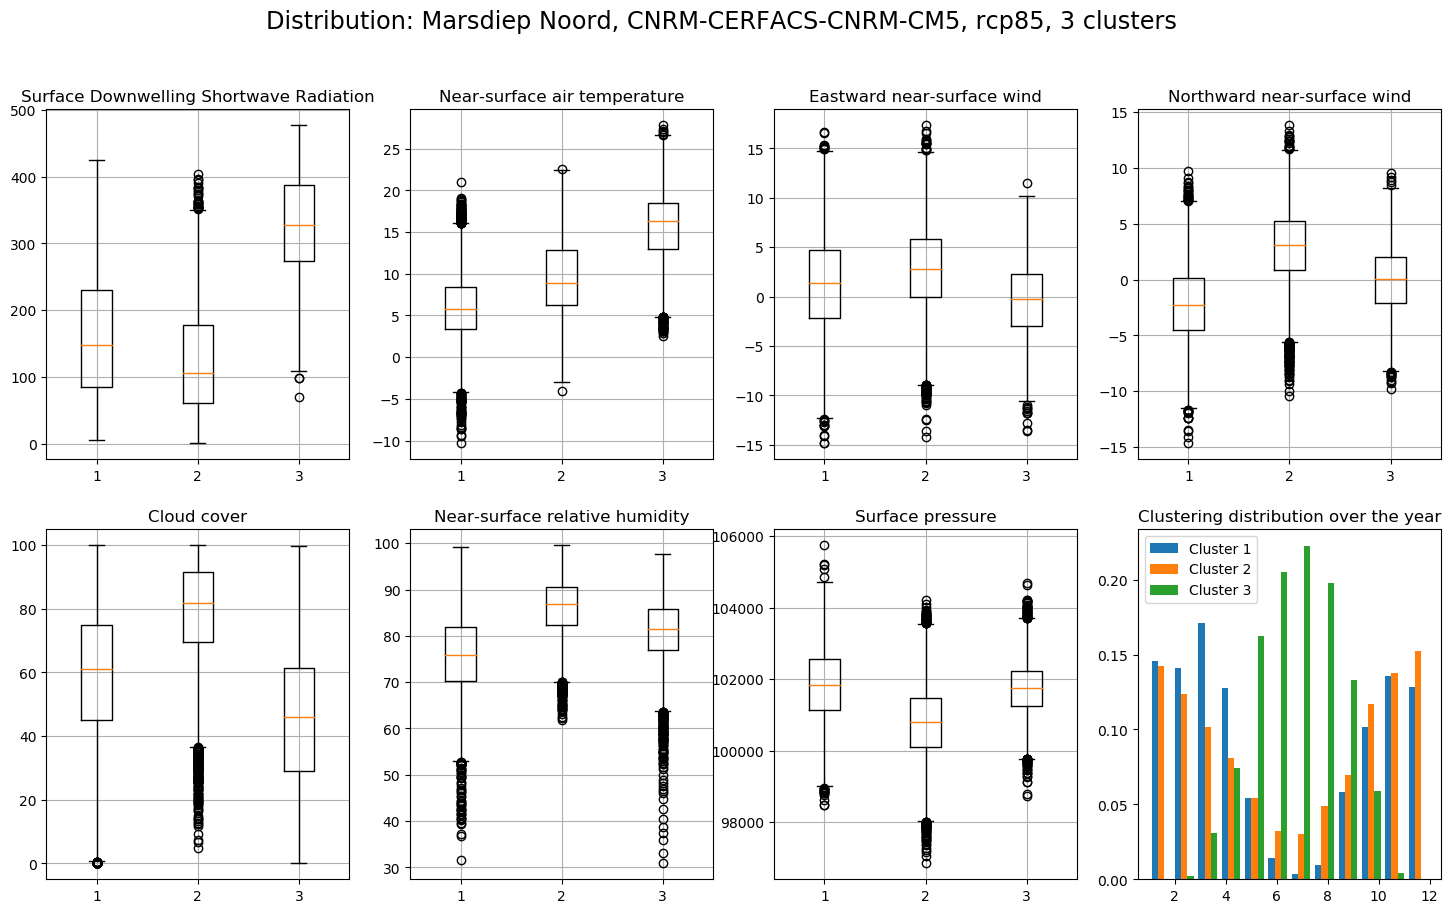 Distribution: Marsdiep Noord, CNRM-CERFACS-CNRM-CM5, rcp85, 3 clusters
Surface Downwelling Shortwave Radiation
500
400
300
200
100
0
1 2 3
Near-surface air temperature
25
20
15
10
5
0
−5
−10
1 2 3
Eastward near-surface wind
15
10
5
0
−5
−10
−15
1 2 3
Northward near-surface wind
15
10
5
0
−5
−10
−15
1 2 3
Cloud cover
100
80
60
40
20
0
1 2 3
Near-surface relative humidity
100
90
80
70
60
50
40
30
1 2 3
Surface pressure
106000
104000
102000
100000
98000
1 2 3
Clustering distribution over the year
Cluster 1
Cluster 2
Cluster 3
0.20
0.15
0.10
0.05
0.00
2 4 6 8 10 12